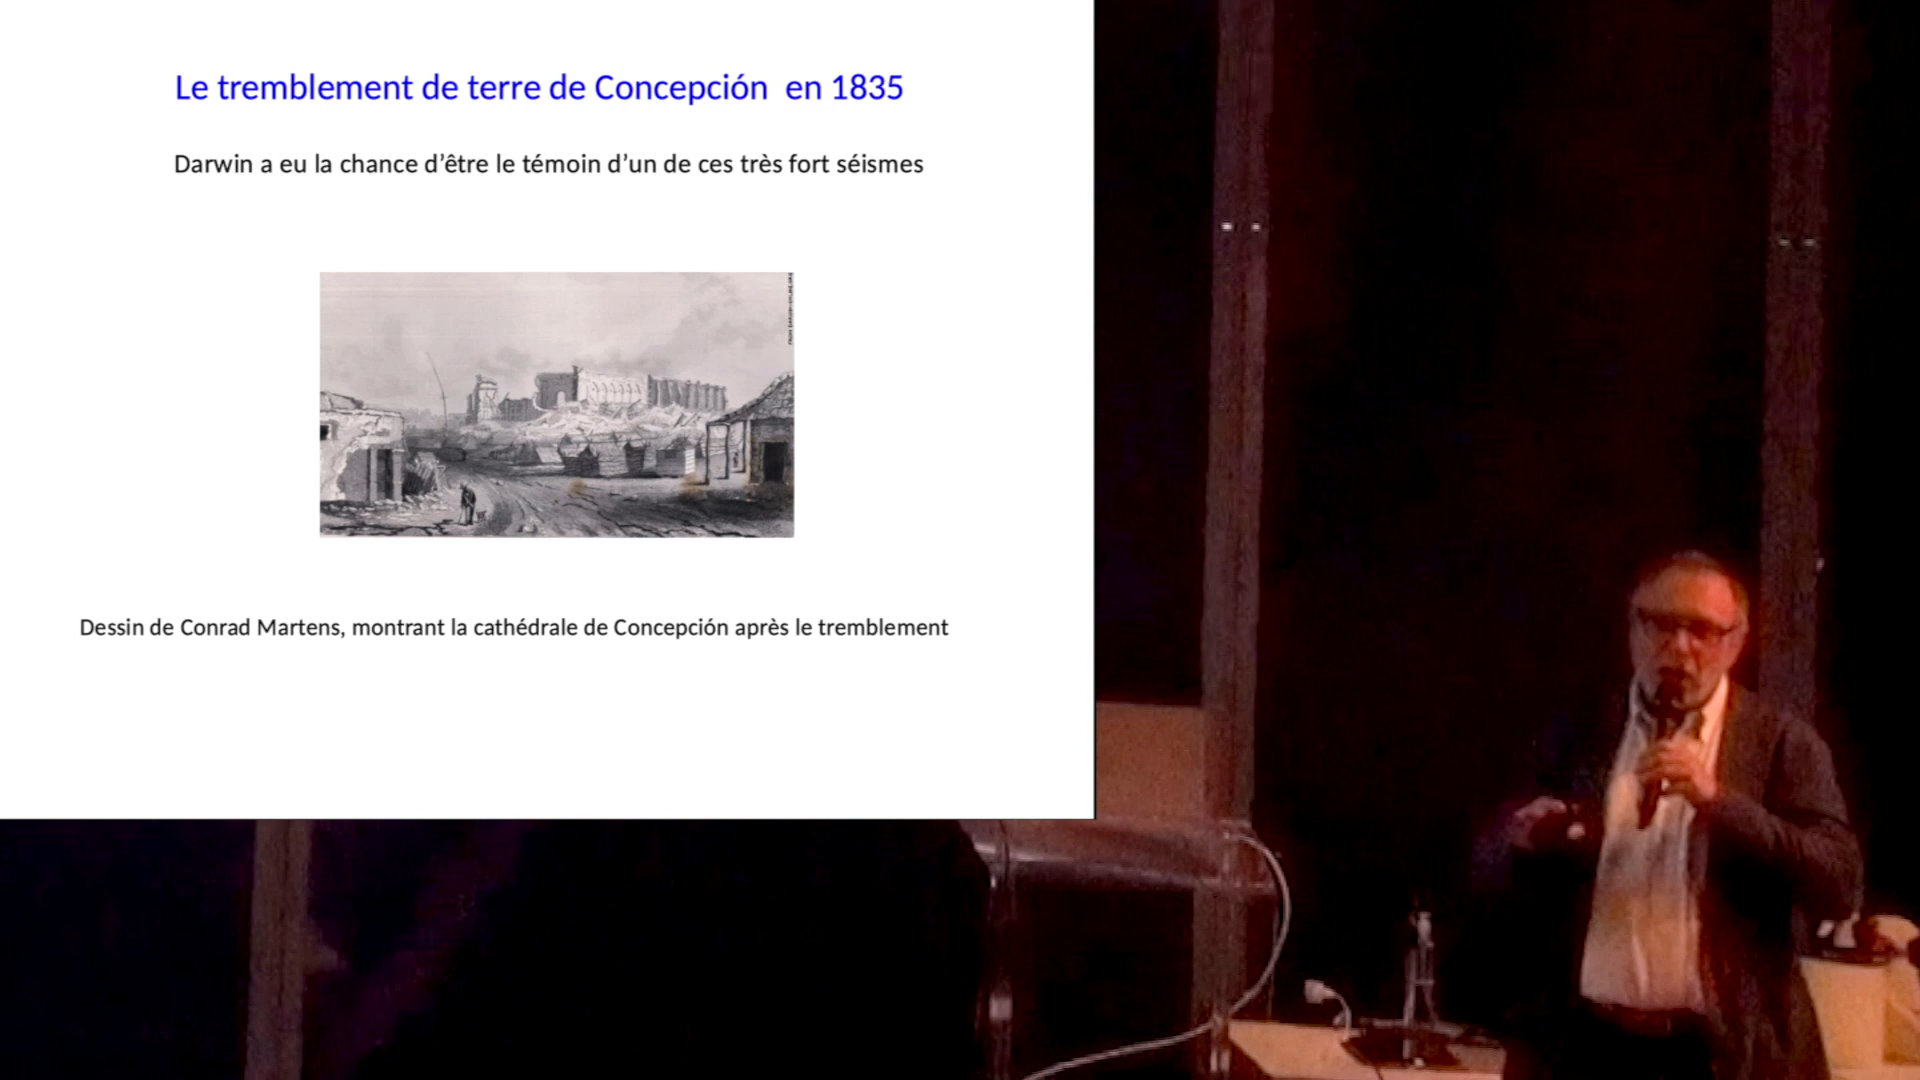 Le tremblement de terre de Concepción  en 1835
Darwin a eu la chance d’être le témoin d’un de ces très fort séismes
Dessin de Conrad Martens, montrant la cathédrale de Concepción après le tremblement